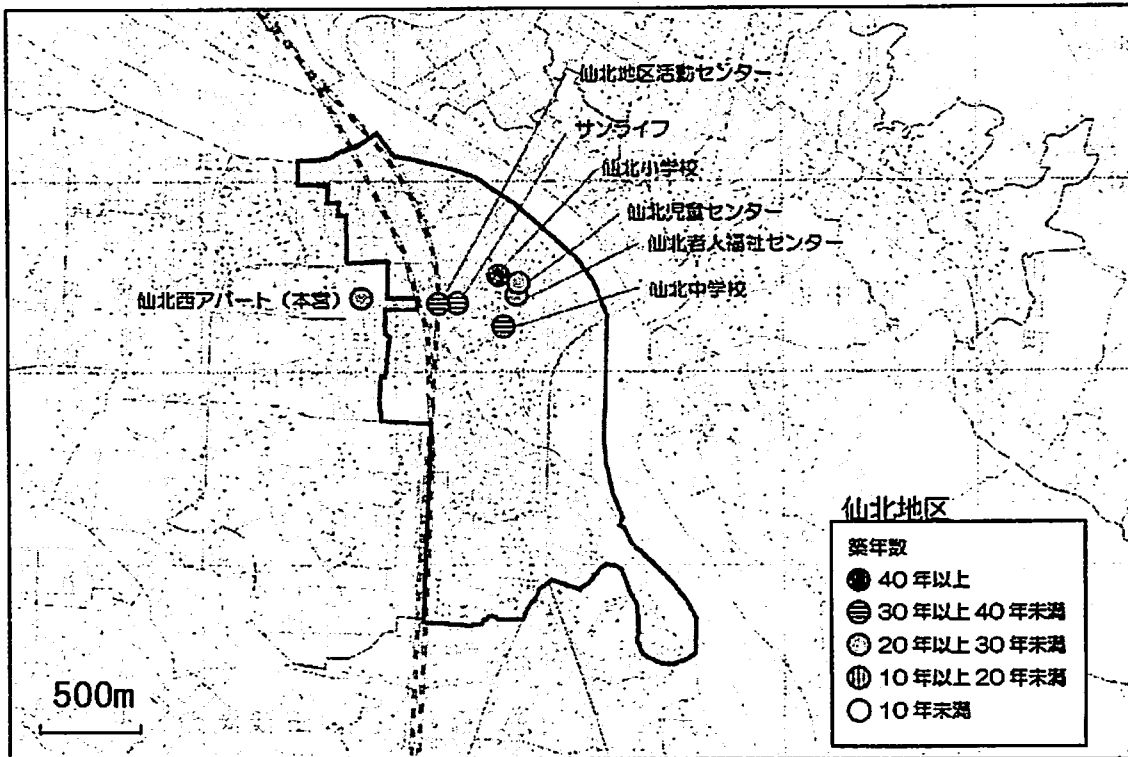 仙北地区活動センター
サンライフ
仙北小学校
仙北児童センター
仙北老人福祉センター
仙北西アパート（本宮）
仙北中学校
仙北地区
築年数
40年以上
30年以上40年未満
20年以上30年未満
10年以上20年未満
10年未満
500m